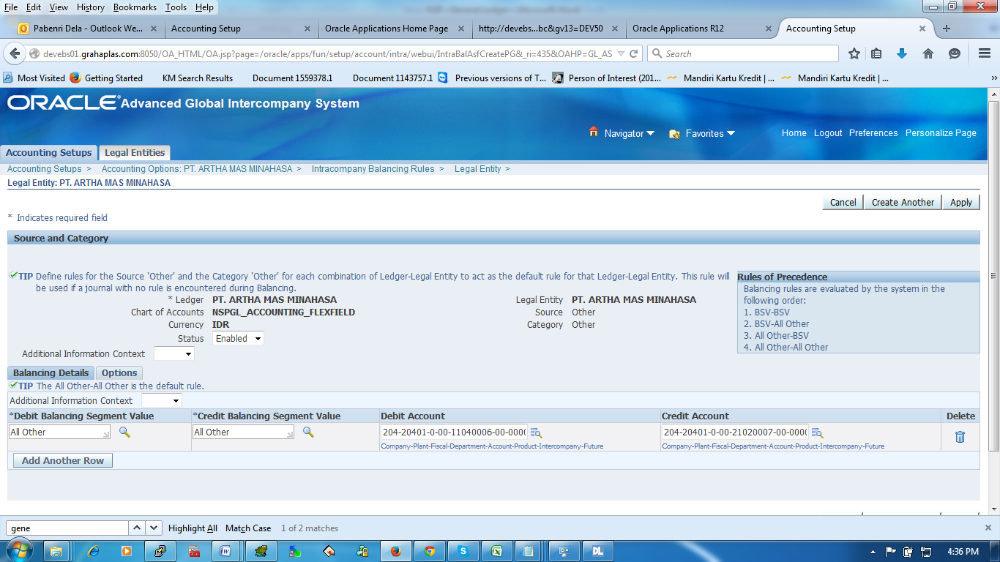 File Edit View History Bookmarks Tools Help
Pabenri Dela - Outlook We... × Accounting Setup × Oracle Applications Home Page × http://devebs...bc&gv13=DEV50 × Oracle Applications R12 × Accounting Setup × +
devebs01.grahaplas.com:8050/OA_HTML/OA.jsp?page=/oracle/apps/fun/setup/account/intra/webui/IntraBalAsfCreatePG&_ri=435&OAHP=GL_AS Search
Most Visited Getting Started KM Search Results Document 1559378.1 Document 1143757.1 Previous versions of T... Person of Interest (201... Mandiri Kartu Kredit | ... Mandiri Kartu Kredit | ... »
ORACLE® Advanced Global Intercompany System
Navigator Favorites Home Logout Preferences Personalize Page
Accounting Setups Legal Entities
Accounting Setups > Accounting Options: PT. ARTHA MAS MINAHASA > Intracompany Balancing Rules > Legal Entity >
Legal Entity: PT. ARTHA MAS MINAHASA
Cancel Create Another Apply
* Indicates required field
Source and Category
TIP Define rules for the Source 'Other' and the Category 'Other' for each combination of Ledger-Legal Entity to act as the default rule for that Ledger-Legal Entity. This rule will
be used if a journal with no rule is encountered during Balancing.
* Ledger PT. ARTHA MAS MINAHASA
Chart of Accounts NSPGL_ACCOUNTING_FLEXFIELD
Currency IDR
Status Enabled
Additional Information Context
Legal Entity PT. ARTHA MAS MINAHASA
Source Other
Category Other
Rules of Precedence
Balancing rules are evaluated by the system in the
following order:
1. BSV-BSV
2. BSV-All Other
3. All Other-BSV
4. All Other-All Other
Balancing Details Options
TIP The All Other-All Other is the default rule.
Additional Information Context
*Debit Balancing Segment Value *Credit Balancing Segment Value Debit Account Credit Account Delete
All Other All Other 204-20401-0-00-11040006-00-000( 204-20401-0-00-21020007-00-000(
Company-Plant-Fiscal-Department-Account-Product-Intercompany-Future Company-Plant-Fiscal-Department-Account-Product-Intercompany-Future
Add Another Row
gene Highlight All Match Case 1 of 2 matches ×
DL 4:36 PM